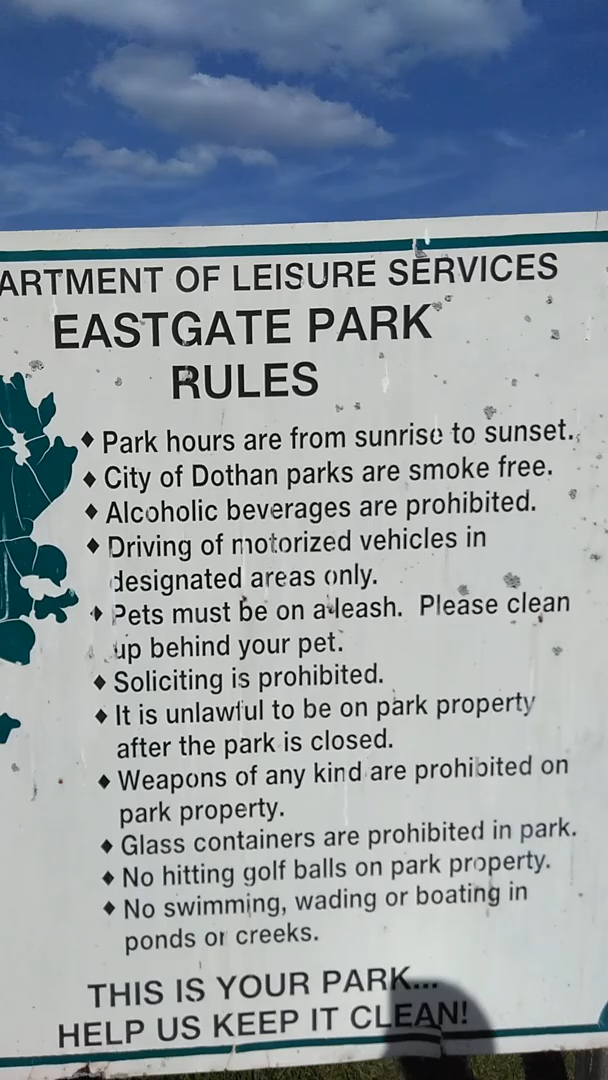 ARTMENT OF LEISURE SERVICES
EASTGATE PARK
RULES
♦ Park hours are from sunrise to sunset.
♦ City of Dothan parks are smoke free.
♦ Alcoholic beverages are prohibited.
♦ Driving of motorized vehicles in
designated areas only.
♦ Pets must be on a leash. Please clean
up behind your pet.
♦ Soliciting is prohibited.
♦ It is unlawful to be on park property
after the park is closed.
♦ Weapons of any kind are prohibited on
park property.
♦ Glass containers are prohibited in park.
♦ No hitting golf balls on park property.
♦ No swimming, wading or boating in
ponds or creeks.
THIS IS YOUR PARK...
HELP US KEEP IT CLEAN!